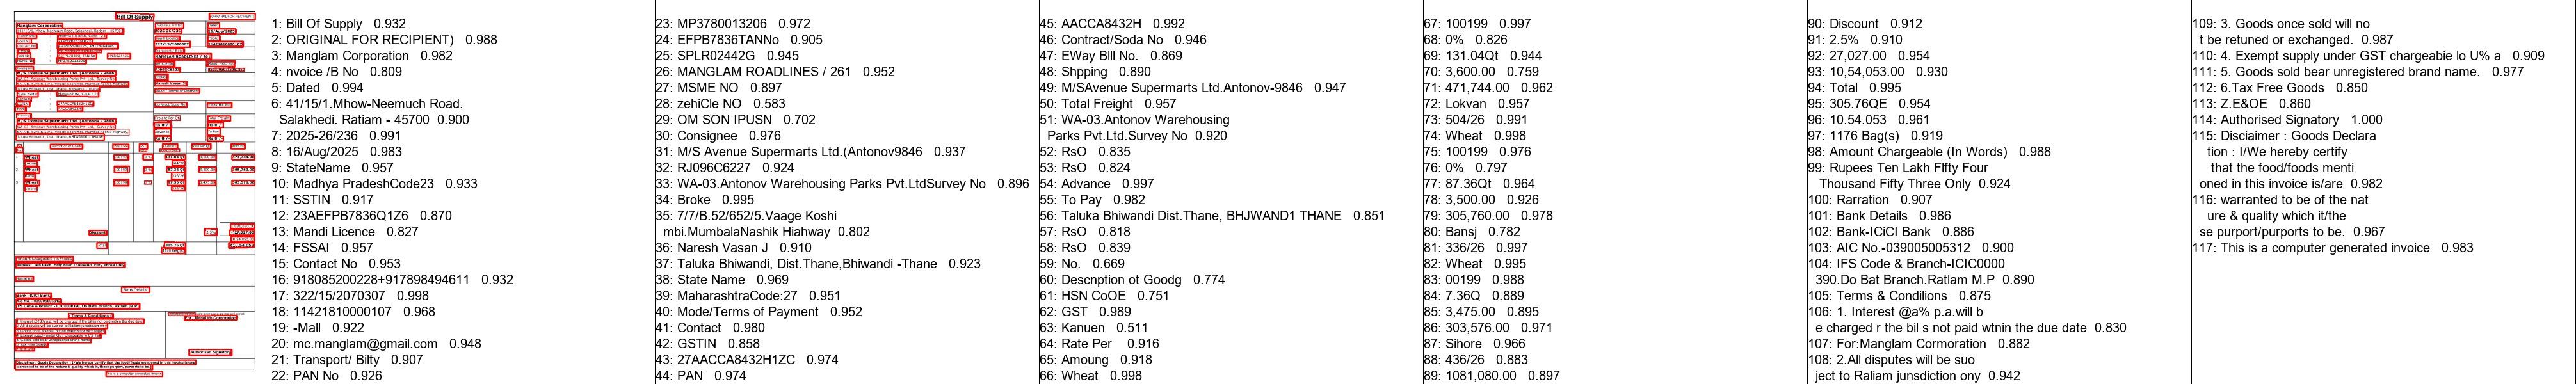 1: Bill Of Supply 0.932
2: ORIGINAL FOR RECIPIENT) 0.988
3: Manglam Corporation 0.982
4: nvoice /B No 0.809
5: Dated 0.994
6: 41/15/1.Mhow-Neemuch Road.
Salakhedi. Ratiam - 45700 0.900
7: 2025-26/236 0.991
8: 16/Aug/2025 0.983
9: StateName 0.957
10: Madhya PradeshCode23 0.933
11: SSTIN 0.917
12: 23AEFPB7836Q1Z6 0.870
13: Mandi Licence 0.827
14: FSSAI 0.957
15: Contact No 0.953
16: 918085200228+917898494611 0.932
17: 322/15/2070307 0.998
18: 11421810000107 0.968
19: -Mall 0.922
20: mc.manglam@gmail.com 0.948
21: Transport/ Bilty 0.907
22: PAN No 0.926
23: MP3780013206 0.972
24: EFPB7836TANNo 0.905
25: SPLR02442G 0.945
26: MANGLAM ROADLINES / 261 0.952
27: MSME NO 0.897
28: zehiCle NO 0.583
29: OM SON IPUSN 0.702
30: Consignee 0.976
31: M/S Avenue Supermarts Ltd.(Antonov9846 0.937
32: RJ096C6227 0.924
33: WA-03.Antonov Warehousing Parks Pvt.LtdSurvey No 0.896
34: Broke 0.995
35: 7/7/B.52/652/5.Vaage Koshi
mbi.MumbalaNashik Hiahway 0.802
36: Naresh Vasan J 0.910
37: Taluka Bhiwandi, Dist.Thane,Bhiwandi -Thane 0.923
38: State Name 0.969
39: MaharashtraCode:27 0.951
40: Mode/Terms of Payment 0.952
41: Contact 0.980
42: GSTIN 0.858
43: 27AACCA8432H1ZC 0.974
44: PAN 0.974
45: AACCA8432H 0.992
46: Contract/Soda No 0.946
47: EWay Blll No. 0.869
48: Shpping 0.890
49: M/SAvenue Supermarts Ltd.Antonov-9846 0.947
50: Total Freight 0.957
51: WA-03.Antonov Warehousing
Parks Pvt.Ltd.Survey No 0.920
52: RsO 0.835
53: RsO 0.824
54: Advance 0.997
55: To Pay 0.982
56: Taluka Bhiwandi Dist.Thane, BHJWAND1 THANE 0.851
57: RsO 0.818
58: RsO 0.839
59: No. 0.669
60: Descnption ot Goodg 0.774
61: HSN CoOE 0.751
62: GST 0.989
63: Kanuen 0.511
64: Rate Per 0.916
65: Amoung 0.918
66: Wheat 0.998
67: 100199 0.997
68: 0% 0.826
69: 131.04Qt 0.944
70: 3,600.00 0.759
71: 471,744.00 0.962
72: Lokvan 0.957
73: 504/26 0.991
74: Wheat 0.998
75: 100199 0.976
76: 0% 0.797
77: 87.36Qt 0.964
78: 3,500.00 0.926
79: 305,760.00 0.978
80: Bansj 0.782
81: 336/26 0.997
82: Wheat 0.995
83: 00199 0.988
84: 7.36Q 0.889
85: 3,475.00 0.895
86: 303,576.00 0.971
87: Sihore 0.966
88: 436/26 0.883
89: 1081,080.00 0.897
90: Discount 0.912
91: 2.5% 0.910
92: 27,027.00 0.954
93: 10,54,053.00 0.930
94: Total 0.995
95: 305.76QE 0.954
96: 10.54.053 0.961
97: 1176 Bag(s) 0.919
98: Amount Chargeable (In Words) 0.988
99: Rupees Ten Lakh FIfty Four
Thousand Fifty Three Only 0.924
100: Rarration 0.907
101: Bank Details 0.986
102: Bank-ICiCI Bank 0.886
103: AIC No.-039005005312 0.900
104: IFS Code & Branch-ICIC0000
390.Do Bat Branch.Ratlam M.P 0.890
105: Terms & Condilions 0.875
106: 1. Interest @a% p.a.will b
e charged r the bil s not paid wtnin the due date 0.830
107: For:Manglam Cormoration 0.882
108: 2.All disputes will be suo
ject to Raliam junsdiction ony 0.942
109: 3. Goods once sold will no
t be retuned or exchanged. 0.987
110: 4. Exempt supply under GST chargeabie lo U% a 0.909
111: 5. Goods sold bear unregistered brand name. 0.977
112: 6.Tax Free Goods 0.850
113: Z.E&OE 0.860
114: Authorised Signatory 1.000
115: Disciaimer : Goods Declara
tion : I/We hereby certify
that the food/foods menti
oned in this invoice is/are 0.982
116: warranted to be of the nat
ure & quality which it/the
se purport/purports to be. 0.967
117: This is a computer generated invoice 0.983